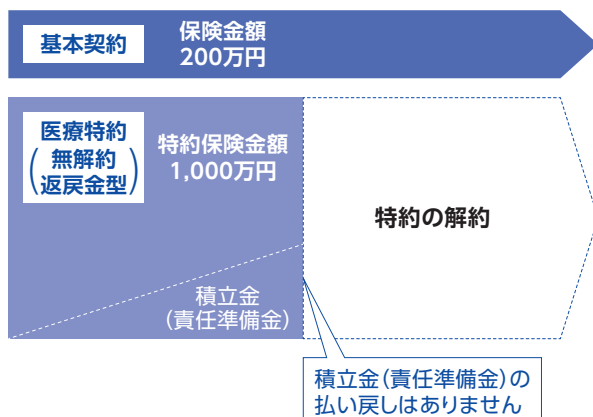 基本契約
保険金額
200万円
医療特約
(無解約
返戻金型)
特約保険金額
1,000万円
特約の解約
積立金
(責任準備金)
積立金(責任準備金)の
払い戻しはありません